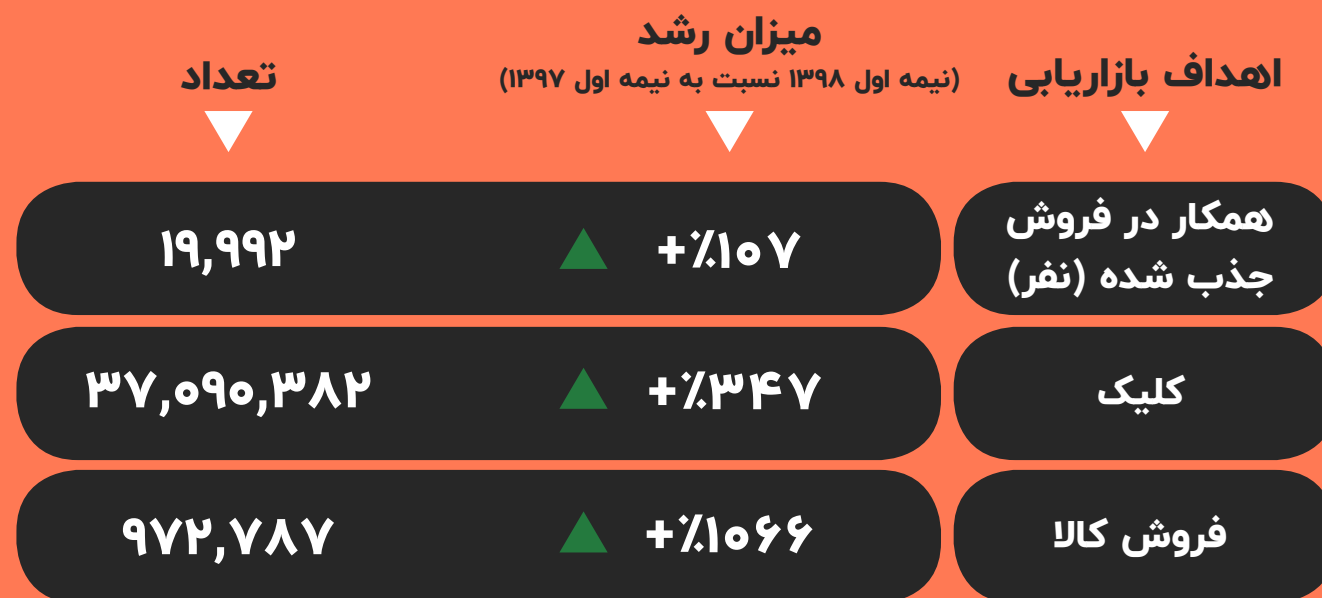 اهداف بازاریابی
میزان رشد
(نیمه اول ۱۳۹۸ نسبت به نیمه اول ۱۳۹۷)
تعداد
همکار در فروش
جذب شده (نفر)
+٪۱۰۷
۱۹,۹۹۲
کلیک
+٪۳۴۷
۳۷,۰۹۰,۳۸۲
فروش کالا
+٪۱۰۶۶
۹۷۲,۷۸۷